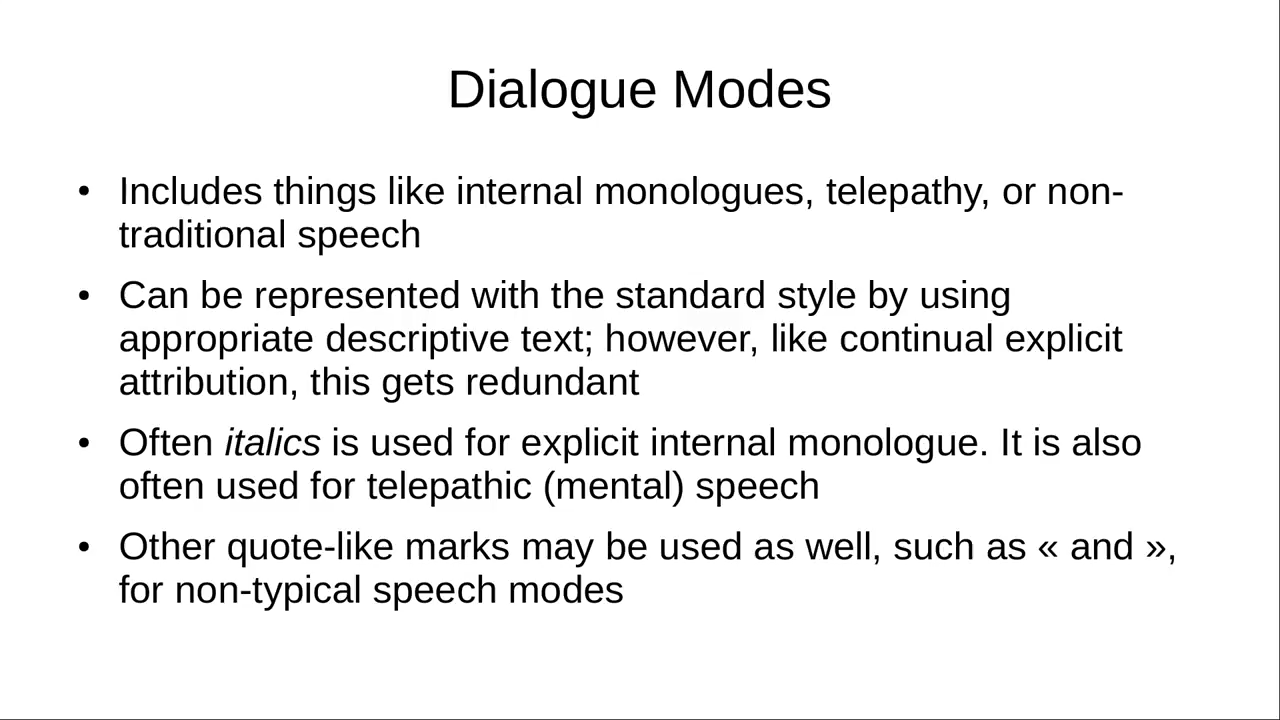 Dialogue Modes
• Includes things like internal monologues, telepathy, or non-
traditional speech
• Can be represented with the standard style by using
appropriate descriptive text; however, like continual explicit
attribution, this gets redundant
• Often italics is used for explicit internal monologue. It is also
often used for telepathic (mental) speech
• Other quote-like marks may be used as well, such as « and »,
for non-typical speech modes